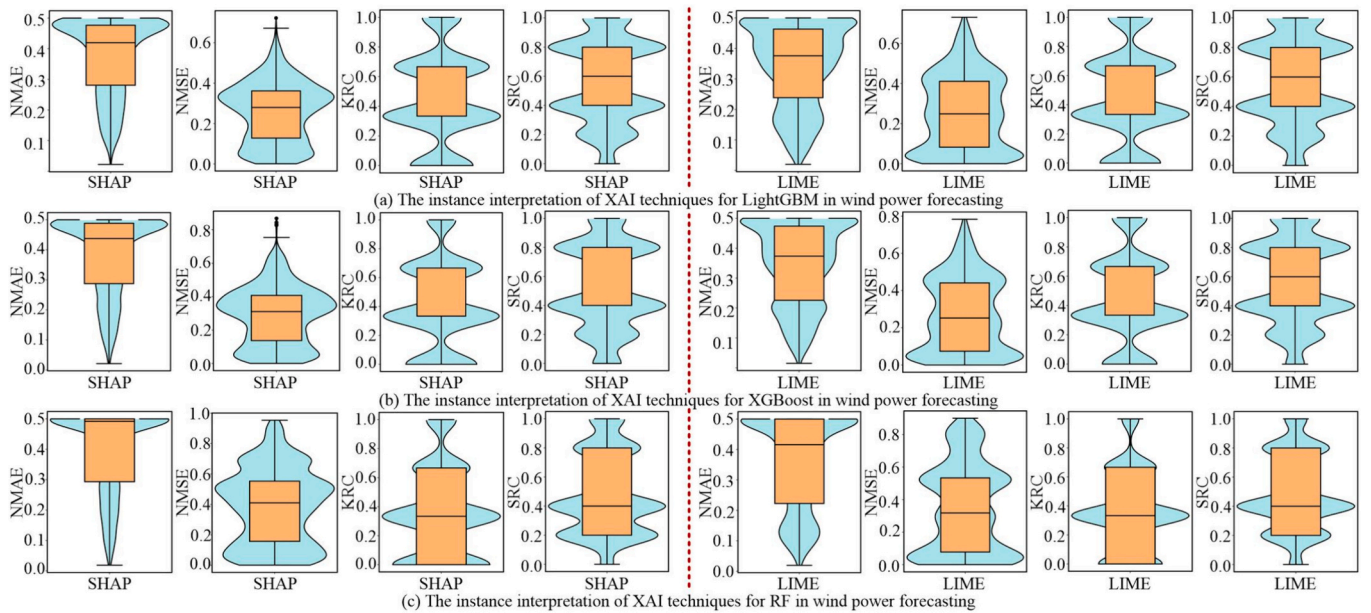 NMAE
0.5
0.4
0.3
0.2
0.1
SHAP
NMSE
0.6
0.4
0.2
0.0
SHAP
KRC
1.0
0.8
0.6
0.4
0.2
0.0
SHAP
SRC
1.0
0.8
0.6
0.4
0.2
0.0
SHAP
NMAE
0.5
0.4
0.3
0.2
0.1
LIME
NMSE
0.6
0.4
0.2
0.0
LIME
KRC
1.0
0.8
0.6
0.4
0.2
0.0
LIME
SRC
1.0
0.8
0.6
0.4
0.2
0.0
LIME
(a) The instance interpretation of XAI techniques for LightGBM in wind power forecasting
NMAE
0.5
0.4
0.3
0.2
0.1
0.0
SHAP
NMSE
0.8
0.6
0.4
0.2
0.0
SHAP
KRC
1.0
0.8
0.6
0.4
0.2
0.0
SHAP
SRC
1.0
0.8
0.6
0.4
0.2
0.0
SHAP
NMAE
0.5
0.4
0.3
0.2
0.1
LIME
NMSE
0.8
0.6
0.4
0.2
0.0
LIME
KRC
1.0
0.8
0.6
0.4
0.2
0.0
LIME
SRC
1.0
0.8
0.6
0.4
0.2
0.0
LIME
(b) The instance interpretation of XAI techniques for XGBoost in wind power forecasting
NMAE
0.5
0.4
0.3
0.2
0.1
0.0
SHAP
NMSE
1.0
0.8
0.6
0.4
0.2
0.0
SHAP
KRC
1.0
0.8
0.6
0.4
0.2
0.0
SHAP
SRC
1.0
0.8
0.6
0.4
0.2
0.0
SHAP
NMAE
0.5
0.4
0.3
0.2
0.1
0.0
LIME
NMSE
1.0
0.8
0.6
0.4
0.2
0.0
LIME
KRC
1.0
0.8
0.6
0.4
0.2
0.0
LIME
SRC
1.0
0.8
0.6
0.4
0.2
0.0
LIME
(c) The instance interpretation of XAI techniques for RF in wind power forecasting